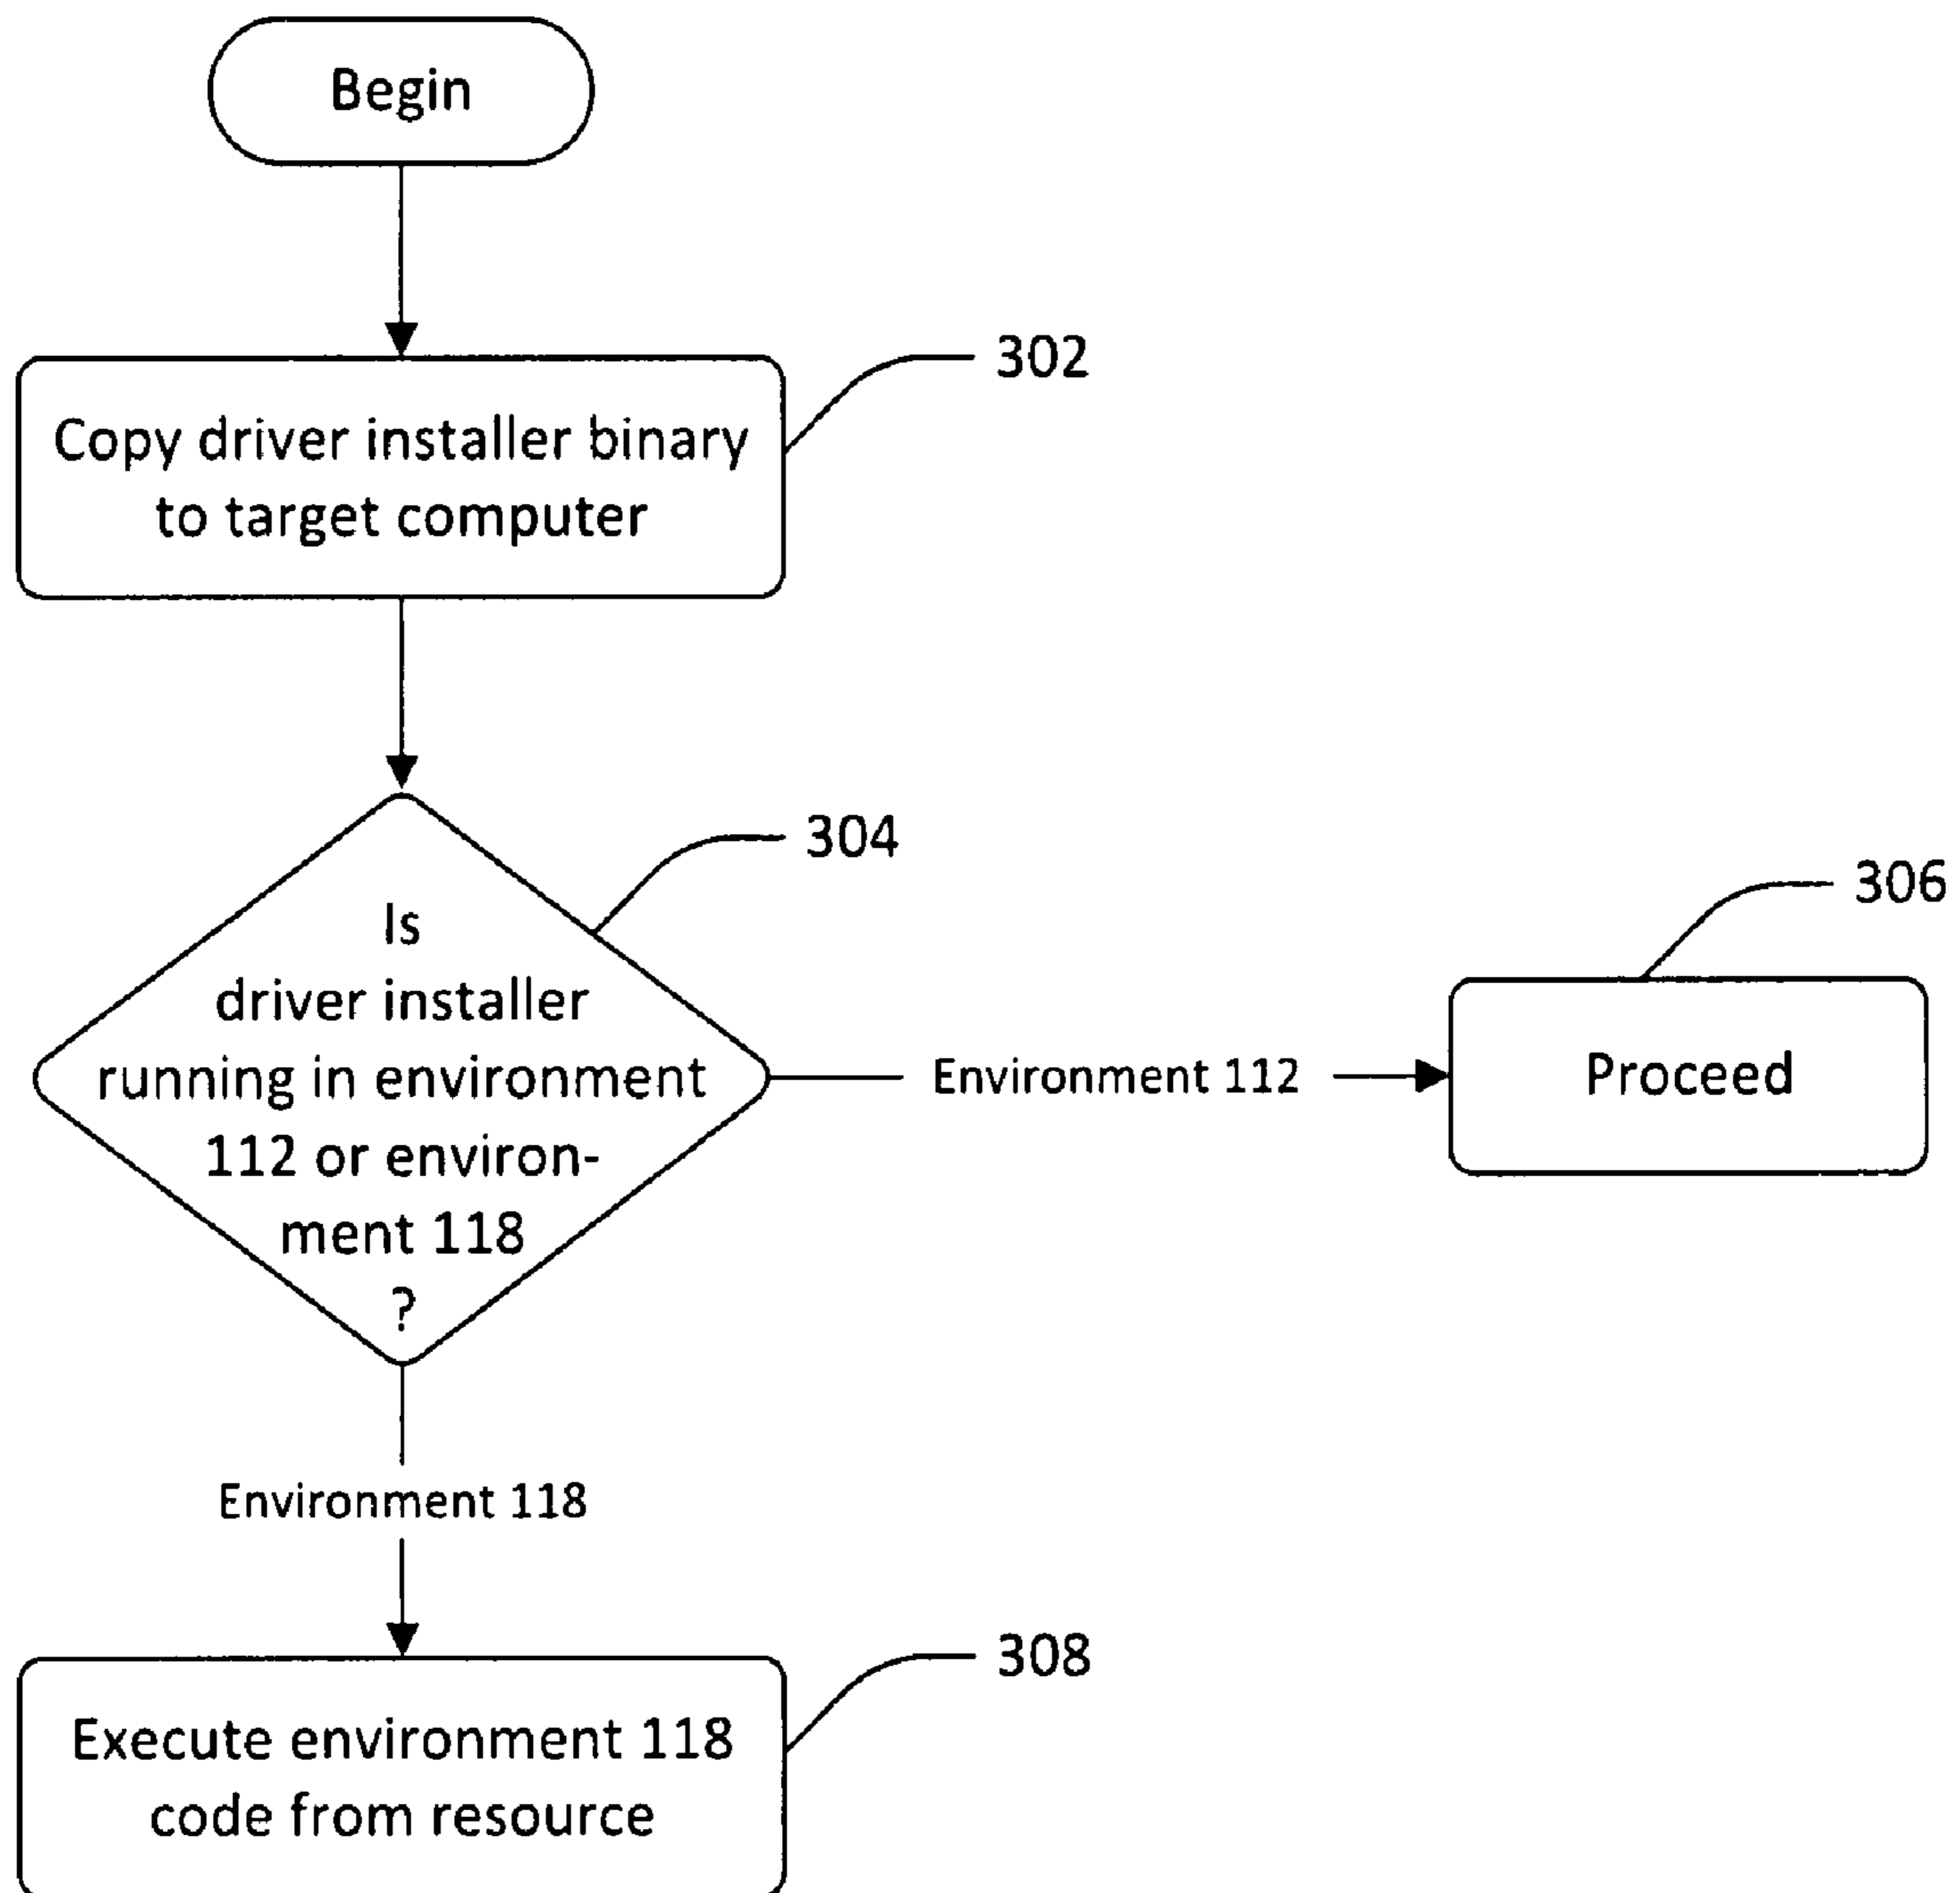 Begin
302
Copy driver installer binary
to target computer
304
306
Is
driver installer
running in environment
112 or environ-
ment 118
?
Environment 112
Proceed
Environment 118
308
Execute environment 118
code from resource